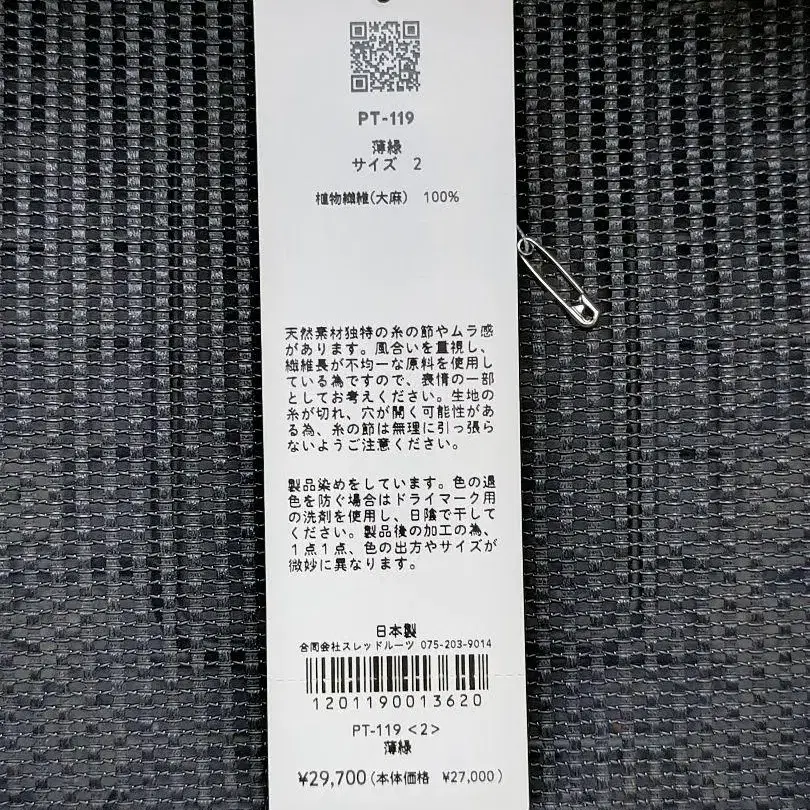 PT-119
薄緑
サイズ 2
植物繊維(大麻) 100%
天然素材独特の糸の節やムラ感
があります。風合いを重視し、
繊維長が不均一な原料を使用し
ている為ですので、表情の一部
としてお考えください。生地の
糸が切れ、穴が開く可能性があ
る為、糸の節は無理に引っ張ら
ないようご注意ください。
製品染めをしています。色の退
色を防ぐ場合はドライマーク用
の洗剤を使用し、日陰で干して
ください。製品後の加工の為、
1点1点、色の出方やサイズが
微妙に異なります。
日本製
合同会社スレッドルーツ 075-203-9014
1201190013620
PT-119 <2>
薄緑
¥29,700(本体価格 ¥27,000)